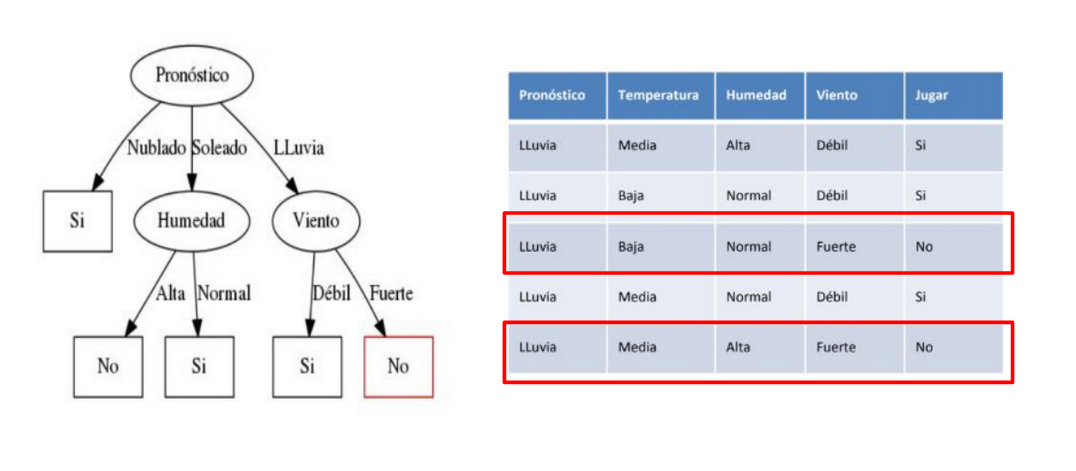 Pronóstico
Nublado Soleado LLuvia
Si Humedad Viento
Alta Normal Débil Fuerte
No Si Si No
Pronóstico Temperatura Humedad Viento Jugar
LLuvia Media Alta Débil Si
LLuvia Baja Normal Débil Si
LLuvia Baja Normal Fuerte No
LLuvia Media Normal Débil Si
LLuvia Media Alta Fuerte No